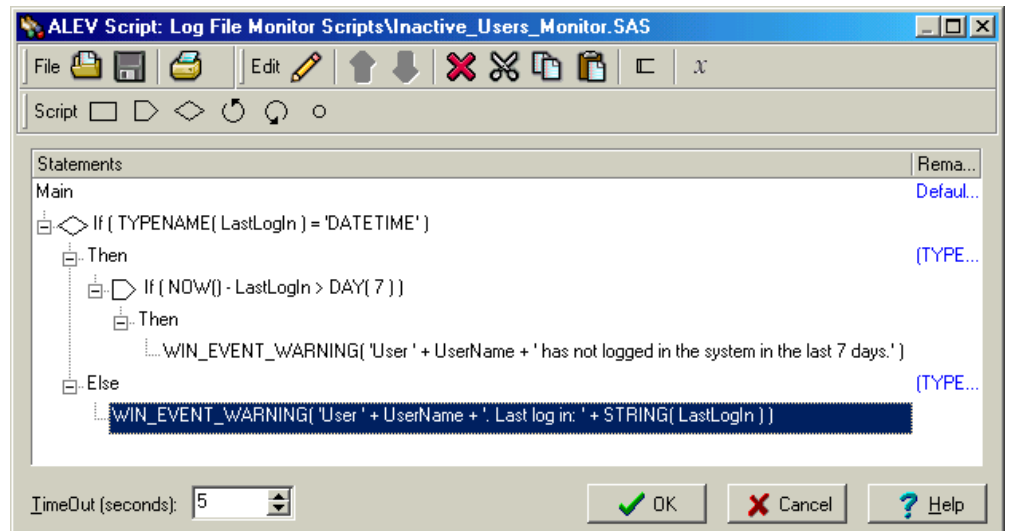 ALEV Script: Log File Monitor Scripts\Inactive_Users_Monitor.SAS
File Edit x
Script
Statements Rema...
Main Defaul...
If ( TYPENAME( LastLogIn ) = 'DATETIME' )
Then (TYPE...
If ( NOW() - LastLogIn > DAY( 7 ) )
Then
WIN_EVENT_WARNING( 'User ' + UserName + ' has not logged in the system in the last 7 days.' )
Else (TYPE...
WIN_EVENT_WARNING( 'User ' + UserName + '. Last log in: ' + STRING( LastLogIn ) )
TimeOut (seconds): 5 OK Cancel Help